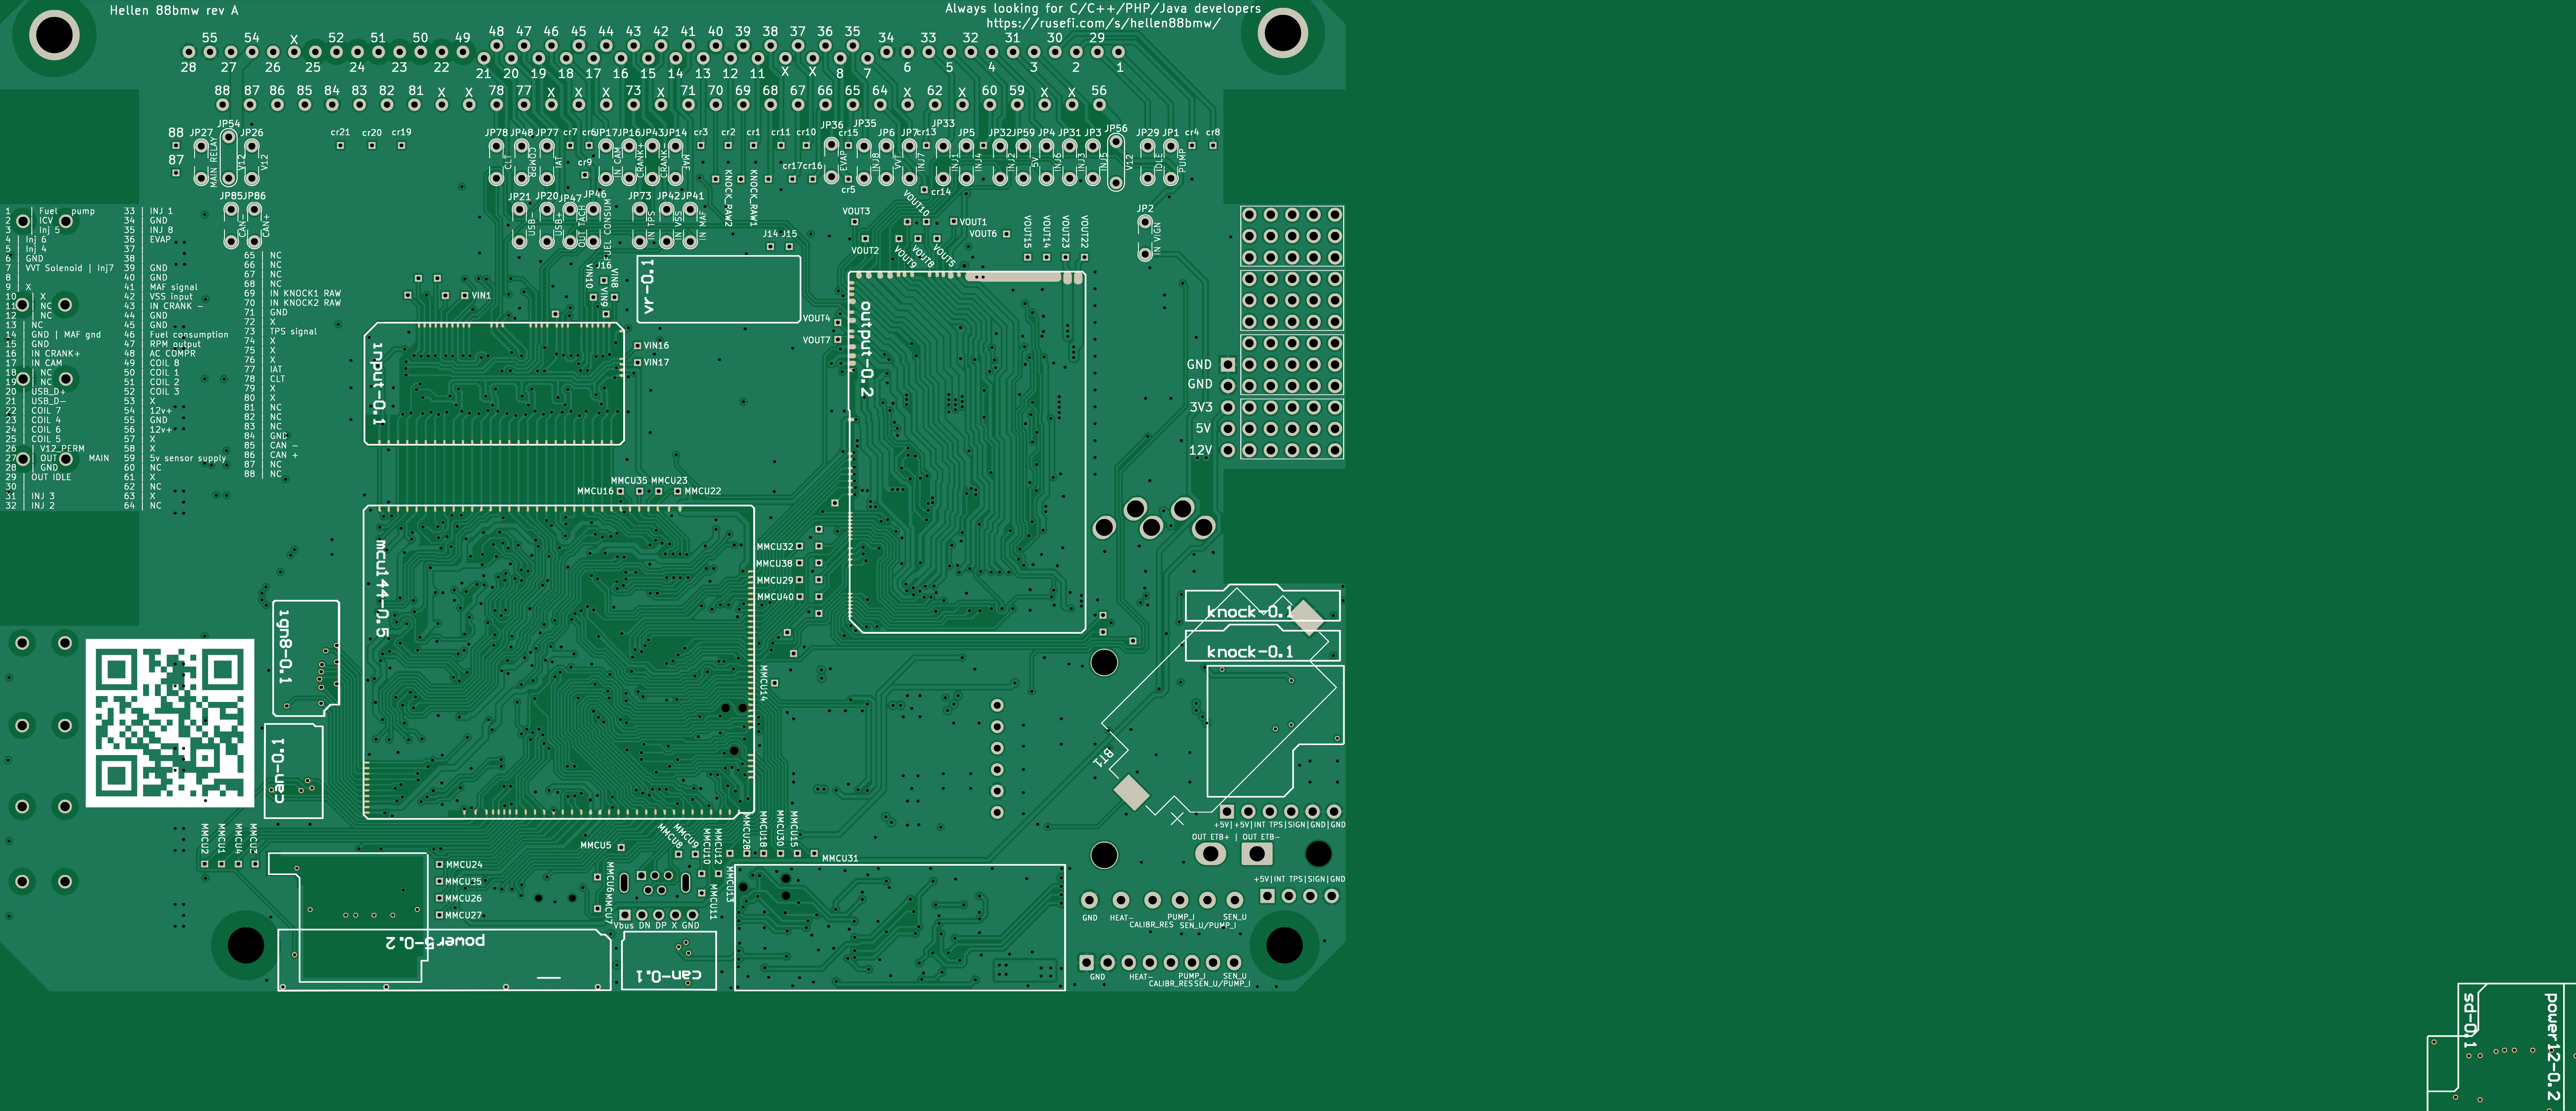 Hellen 88bmw rev A
Always looking for C/C++/PHP/Java developers
https://rusefi.com/s/hellen88bmw/
55 54 X 52 51 50 49 48 47 46 45 44 43 42 41 40 39 38 37 36 35 34 33 32 31 30 29
28 27 26 25 24 23 22 21 20 19 18 17 16 15 14 13 12 11 X X 8 7 6 5 4 3 2 1
88 87 86 85 84 83 82 81 X X 78 77 X X X 73 X 71 70 69 68 67 66 65 64 X 62 X 60 59 X X 56
88 JP27 JP54 JP26 cr21 cr20 cr19 JP78 JP48 JP77 cr7 cr6 JP17 JP16 JP43 JP14 cr3 cr2 cr1 cr11 cr10 JP36 cr15 JP35 JP6 JP7 cr13 JP33 JP5 JP32 JP59 JP4 JP31 JP3 JP56 JP29 JP1 cr4 cr8
87 MAIN RELAY V12 V12 CLT COMPR IAT cr9 IN CAM CRANK+ CRANK- MAF cr17 cr16 EVAP cr5 INJ8 VVT INJ7 cr14 INJ1 INJ4 INJ2 5V INJ6 INJ3 INJ5 V12 IDLE PUMP
JP85 JP86 JP21 JP20 JP47 JP46 JP73 JP42 JP41 KNOCK_RAW2 KNOCK_RAW1 JP2
CAN- CAN+ USB- USB+ OUT TACH FUEL CONSUM IN TPS IN VSS IN MAF J14 J15 IN VIGN
VOUT3 VOUT10 VOUT1 VOUT6 VOUT2 VOUT9 VOUT8 VOUT5 VOUT15 VOUT14 VOUT23 VOUT22
1 | Fuel pump
2 | ICV
3 | Inj 5
4 | Inj 6
5 | Inj 4
6 | GND
7 | VVT Solenoid | Inj7
8 |
9 | X
10 | X
11 | NC
12 | NC
13 | NC
14 | GND | MAF gnd
15 | GND
16 | IN CRANK+
17 | IN CAM
18 | NC
19 | NC
20 | USB_D+
21 | USB_D-
22 | COIL 7
23 | COIL 4
24 | COIL 6
25 | COIL 5
26 | V12_PERM
27 | OUT MAIN
28 | GND
29 | OUT IDLE
30 |
31 | INJ 3
32 | INJ 2
33 | INJ 1
34 | GND
35 | INJ 8
36 | EVAP
37 |
38 |
39 | GND
40 | GND
41 | MAF signal
42 | VSS input
43 | IN CRANK -
44 | GND
45 | GND
46 | Fuel consumption
47 | RPM output
48 | AC COMPR
49 | COIL 8
50 | COIL 1
51 | COIL 2
52 | COIL 3
53 | X
54 | 12v+
55 | GND
56 | 12v+
57 | X
58 | X
59 | 5v sensor supply
60 | NC
61 | X
62 | NC
63 | X
64 | NC
65 | NC
66 | NC
67 | NC
68 | NC
69 | IN KNOCK1 RAW
70 | IN KNOCK2 RAW
71 | GND
72 | X
73 | TPS signal
74 | X
75 | X
76 | X
77 | IAT
78 | CLT
79 | X
80 | X
81 | NC
82 | NC
83 | NC
84 | GND
85 | CAN -
86 | CAN +
87 | NC
88 | NC
J16
VIN10 VIN9 VIN8
VIN1
vr-0.1
input-0.1
VIN16
VIN17
VOUT4
VOUT7
output-0.2
GND
GND
3V3
5V
12V
MMCU35 MMCU23
MMCU16 MMCU22
mcu144-0.5
MMCU32
MMCU38
MMCU29
MMCU40
MMCU14
ign8-0.1
can-0.1
knock-0.1
knock-0.1
BT1
+5V|+5V|INT TPS|SIGN|GND|GND
OUT ETB+ | OUT ETB-
+5V|INT TPS|SIGN|GND
MMCU2 MMCU1 MMCU4 MMCU3
MMCU5 MMCU8 MMCU9 MMCU10 MMCU12 MMCU28 MMCU18 MMCU30 MMCU15
MMCU31
MMCU24
MMCU25
MMCU26
MMCU27
MMCU6 MMCU7 MMCU11 MMCU13
Vbus DN DP X GND
power5-0.2
can-0.1
GND HEAT- PUMP_I SEN_U
CALIBR_RES SEN_U/PUMP_I
GND HEAT- PUMP_I SEN_U
CALIBR_RES SEN_U/PUMP_I
sd-0.1
power12-0.2